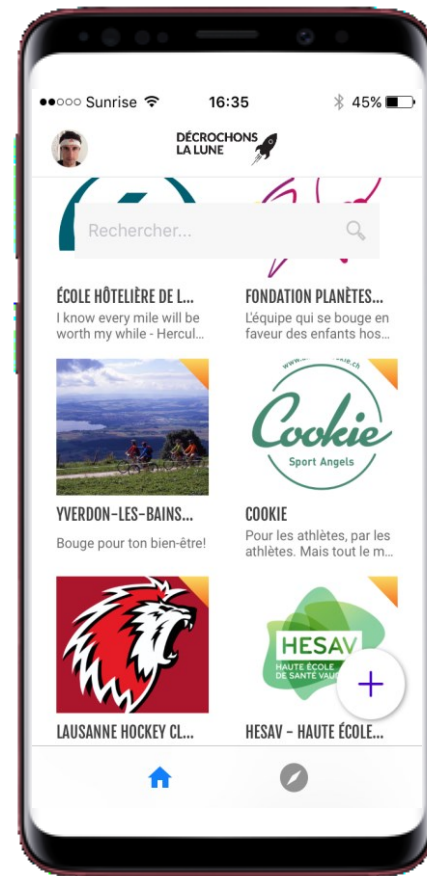 Sunrise 16:35 45%
DÉCROCHONS
LA LUNE
Rechercher...
ÉCOLE HÔTELIÈRE DE L...
I know every mile will be
worth my while - Hercul...
FONDATION PLANÈTES...
L'équipe qui se bouge en
faveur des enfants hos...
Cookie
Sport Angels
YVERDON-LES-BAINS...
Bouge pour ton bien-être!
COOKIE
Pour les athlètes, par les
athlètes. Mais tout le m...
HESAV
HAUTE ÉCOLE
DE SANTÉ
LAUSANNE HOCKEY CL...
HESAV - HAUTE ÉCOLE...